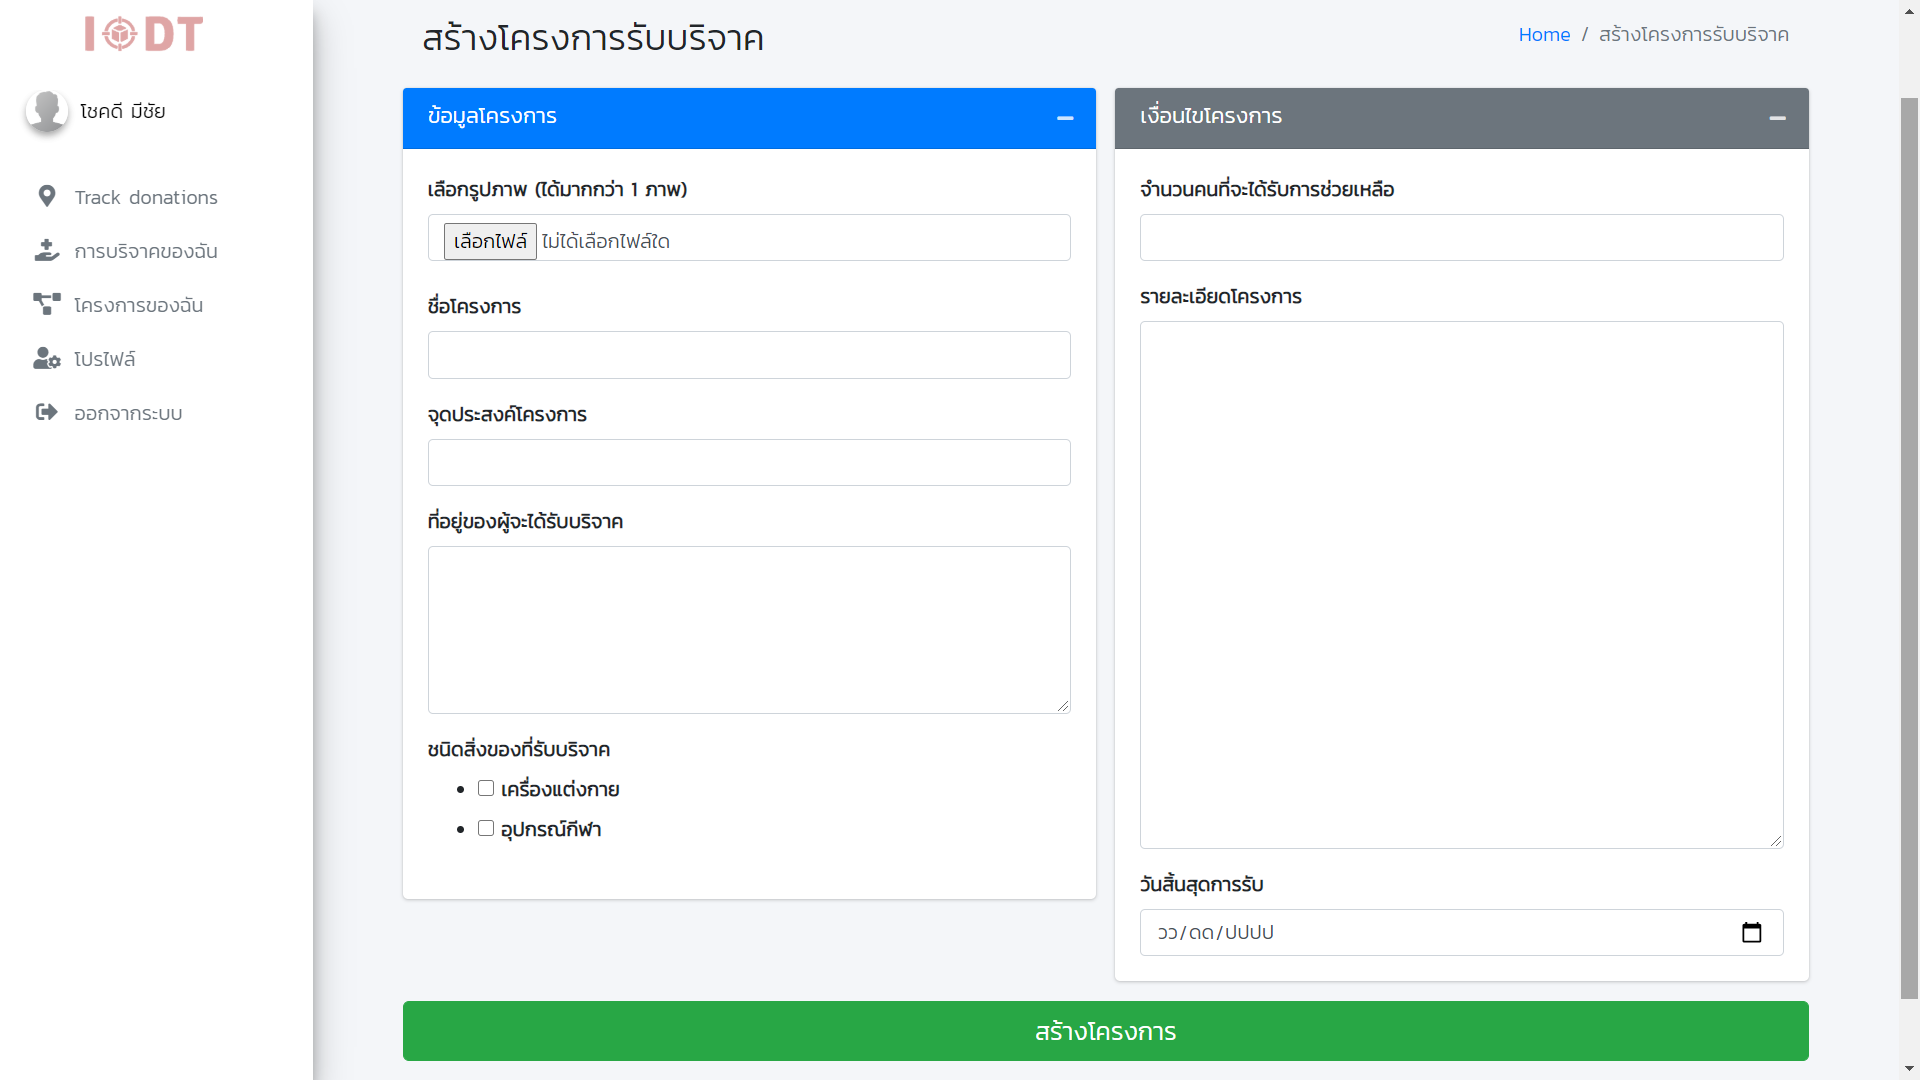 I DT
โชคดี มีชัย
Track donations
การบริจาคของฉัน
โครงการของฉัน
โปรไฟล์
ออกจากระบบ
สร้างโครงการรับบริจาค
Home / สร้างโครงการรับบริจาค
ข้อมูลโครงการ
เลือกรูปภาพ (ได้มากกว่า 1 ภาพ)
เลือกไฟล์ ไม่ได้เลือกไฟล์ใด
ชื่อโครงการ
จุดประสงค์โครงการ
ที่อยู่ของผู้จะได้รับบริจาค
ชนิดสิ่งของที่รับบริจาค
เครื่องแต่งกาย
อุปกรณ์กีฬา
เงื่อนไขโครงการ
จำนวนคนที่จะได้รับการช่วยเหลือ
รายละเอียดโครงการ
วันสิ้นสุดการรับ
วว/ดด/ปปปป
สร้างโครงการ